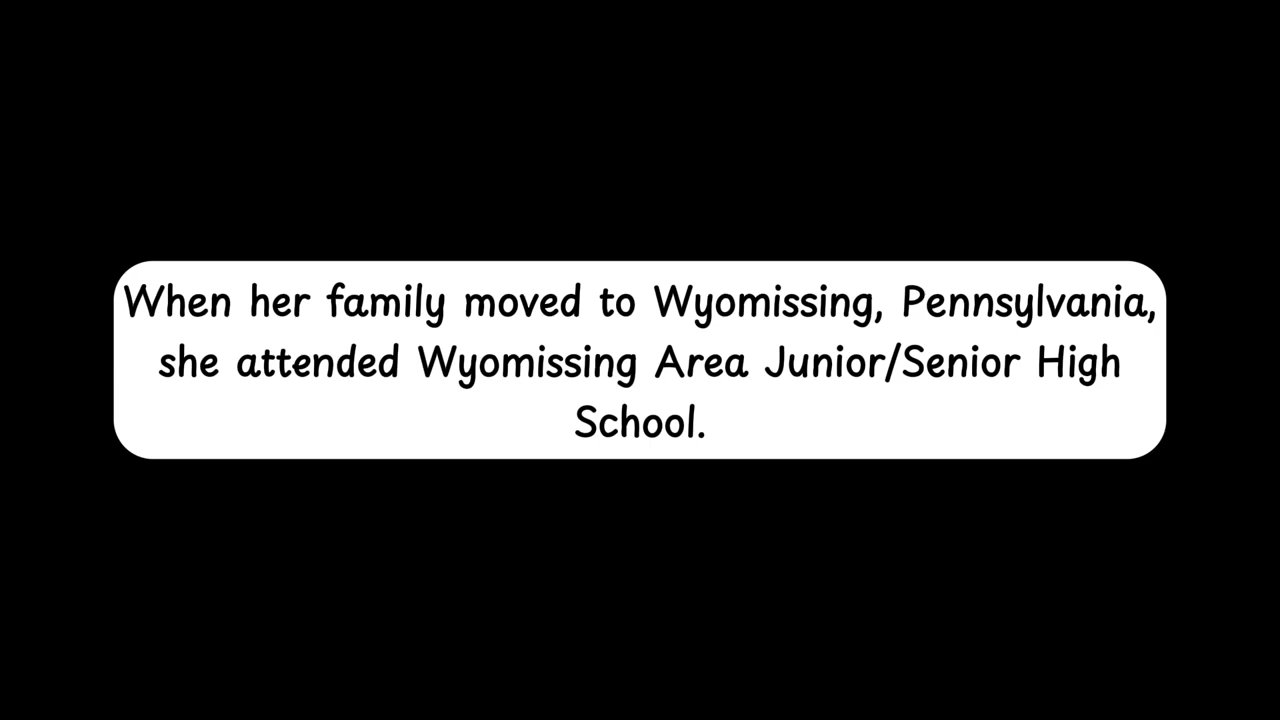 When her family moved to Wyomissing, Pennsylvania,
she attended Wyomissing Area Junior/Senior High
School.